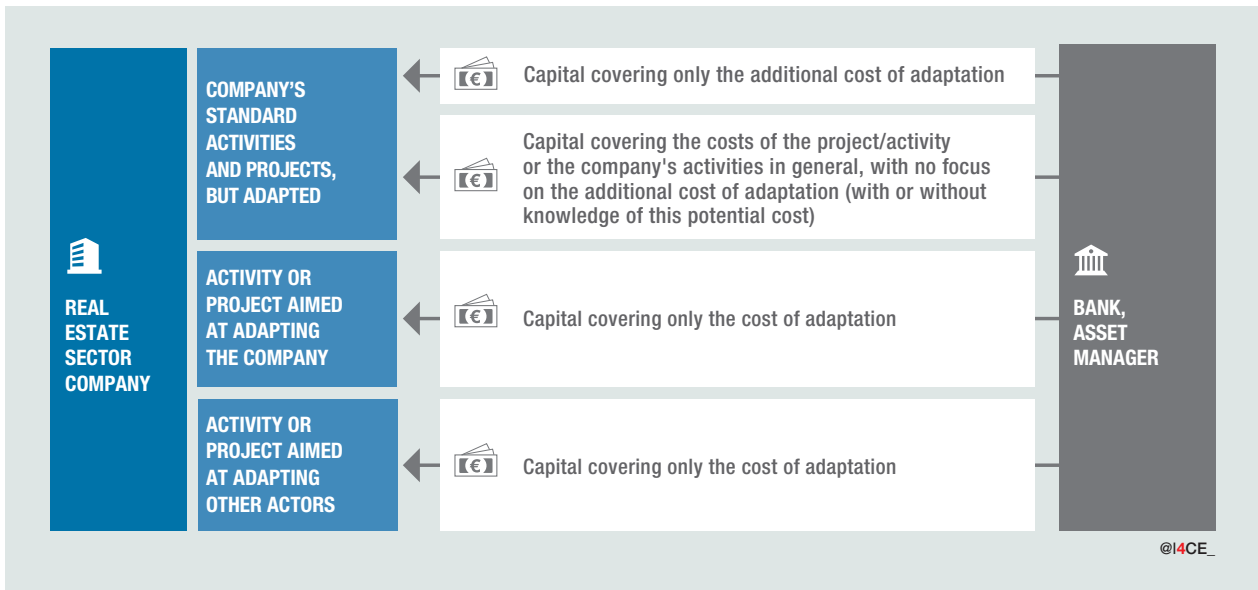 REAL
ESTATE
SECTOR
COMPANY
COMPANY'S
STANDARD
ACTIVITIES
AND PROJECTS,
BUT ADAPTED
€ Capital covering only the additional cost of adaptation
€ Capital covering the costs of the project/activity
or the company's activities in general, with no focus
on the additional cost of adaptation (with or without
knowledge of this potential cost)
ACTIVITY OR
PROJECT AIMED
AT ADAPTING
THE COMPANY
€ Capital covering only the cost of adaptation
ACTIVITY OR
PROJECT AIMED
AT ADAPTING
OTHER ACTORS
€ Capital covering only the cost of adaptation
BANK,
ASSET
MANAGER
@I4CE_